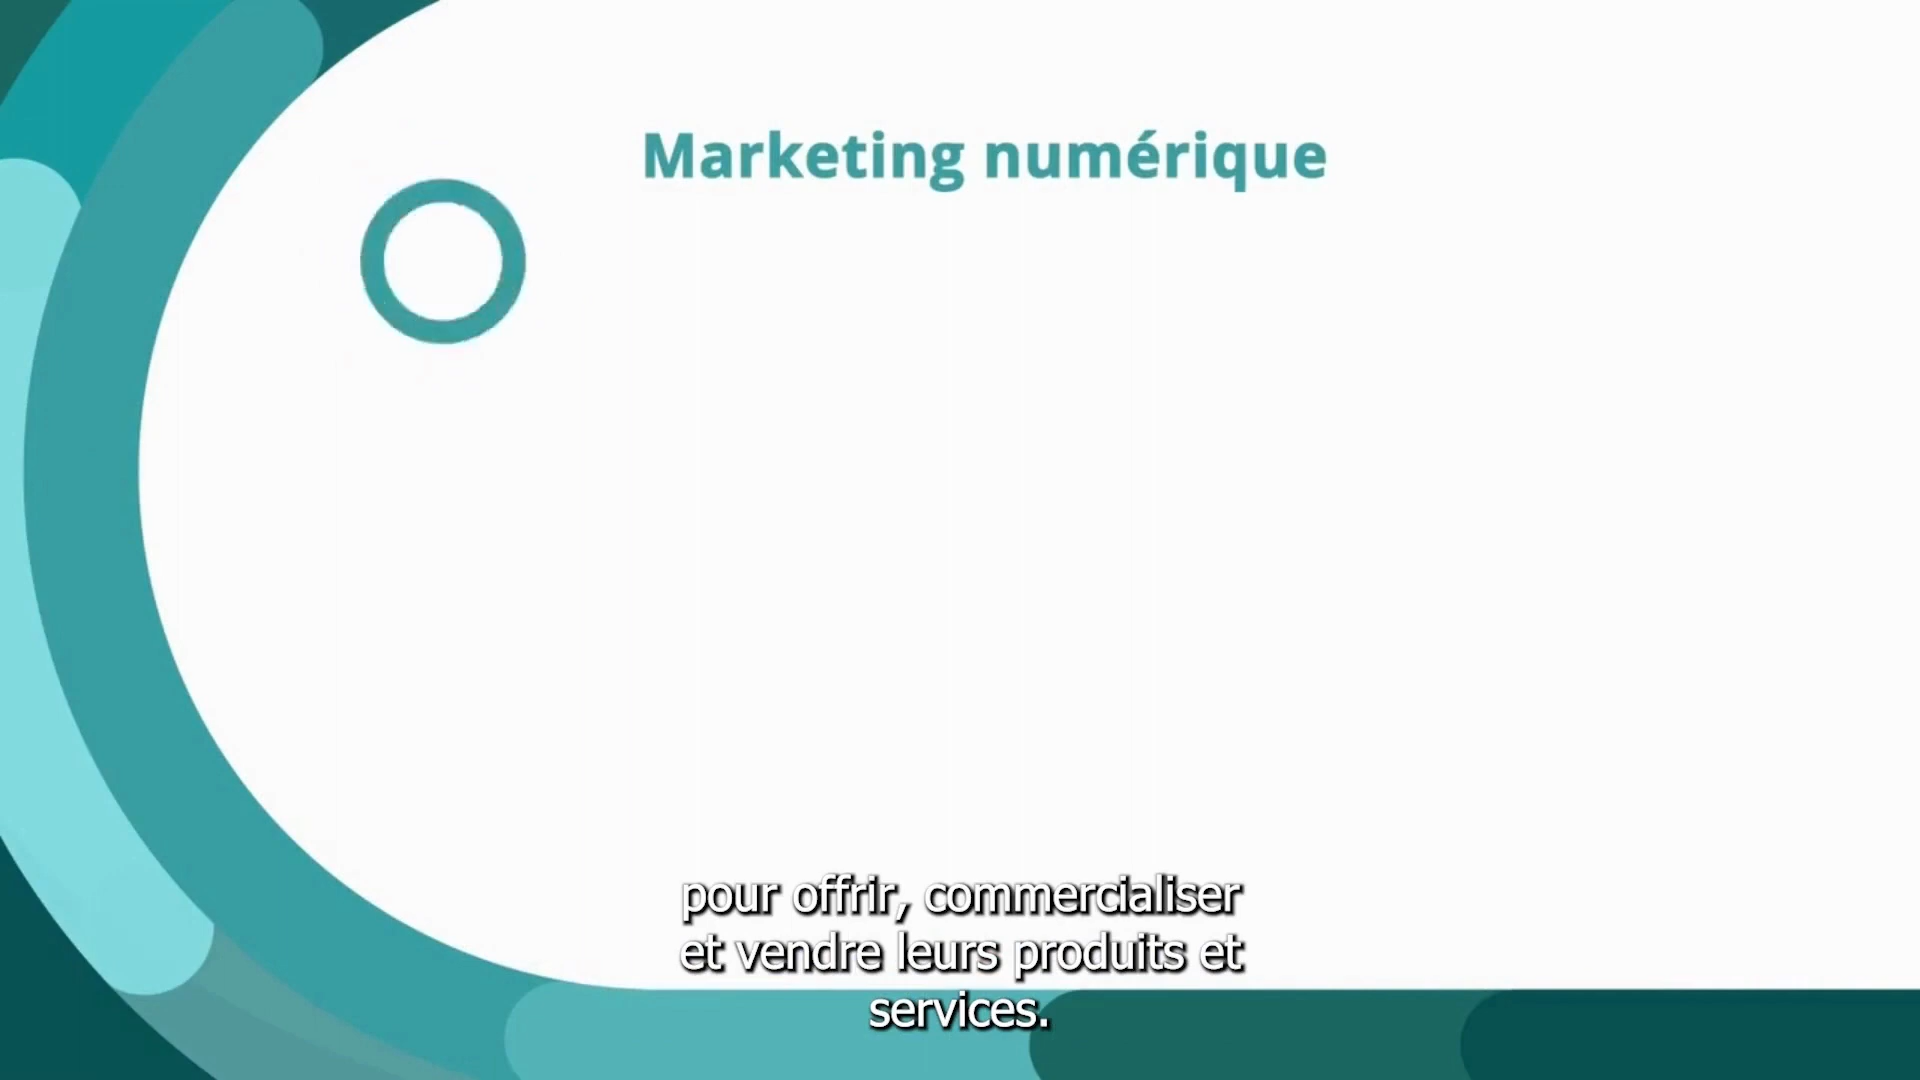 Marketing numérique
pour offrir, commercialiser
et vendre leurs produits et
services.